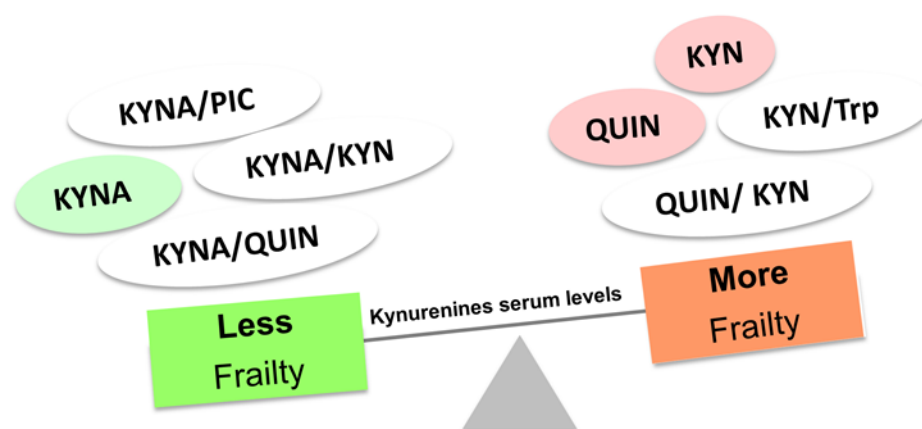 KYNA/PIC
KYNA/KYN
KYNA
KYNA/QUIN
Less
Frailty
Kynurenines serum levels
KYN
QUIN
KYN/Trp
QUIN/ KYN
More
Frailty